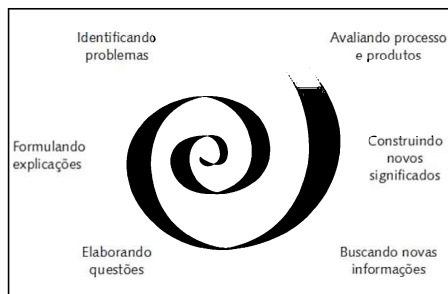 Identificando
problemas
Avaliando processo
e produtos
Formulando
explicações
Construindo
novos
significados
Elaborando
questões
Buscando novas
informações